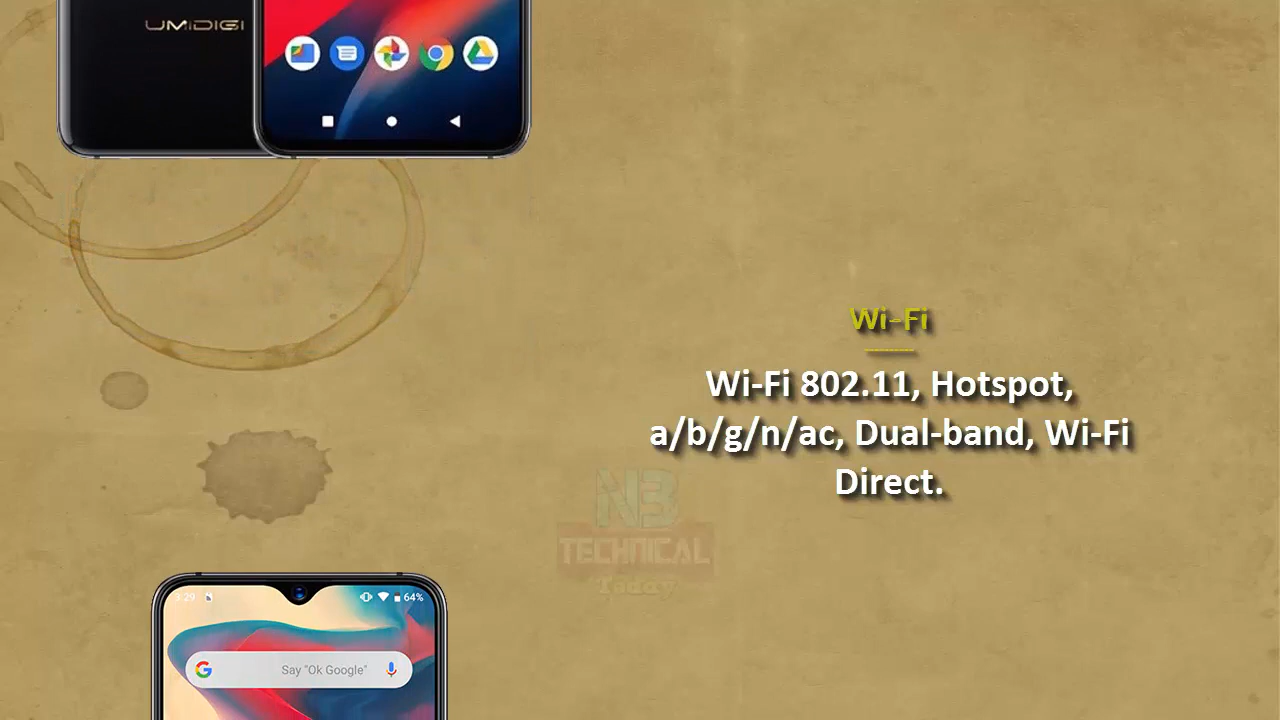 UMIDIGI
Wi-Fi
----------
Wi-Fi 802.11, Hotspot,
a/b/g/n/ac, Dual-band, Wi-Fi
Direct.
NB
TECHNICAL
Today
64%
Say "Ok Google"